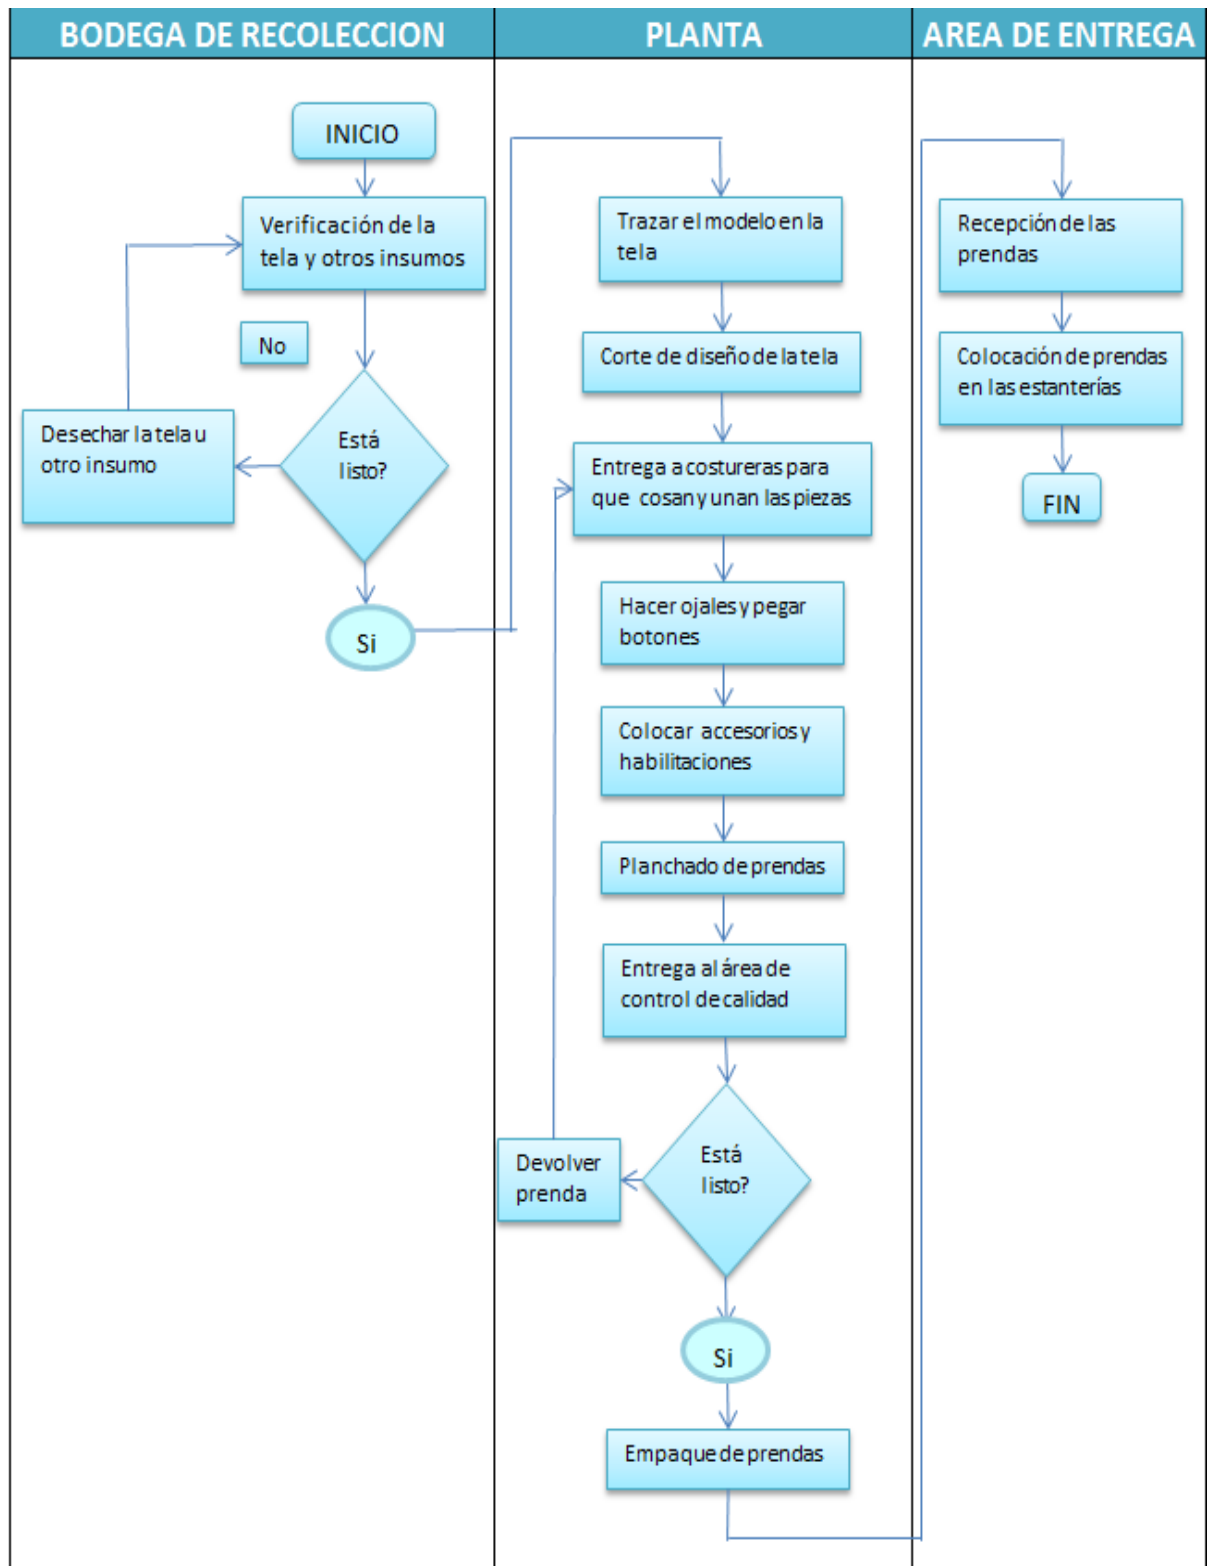 BODEGA DE RECOLECCION
PLANTA
AREA DE ENTREGA
INICIO
Verificación de la
tela y otros insumos
No
Desechar la tela u
otro insumo
Está
listo?
Si
Trazar el modelo en la
tela
Corte de diseño de la tela
Entrega a costureras para
que cosan y unan las piezas
Hacer ojales y pegar
botones
Colocar accesorios y
habilitaciones
Planchado de prendas
Entrega al área de
control de calidad
Está
listo?
Devolver
prenda
Si
Empaque de prendas
Recepción de las
prendas
Colocación de prendas
en las estanterías
FIN